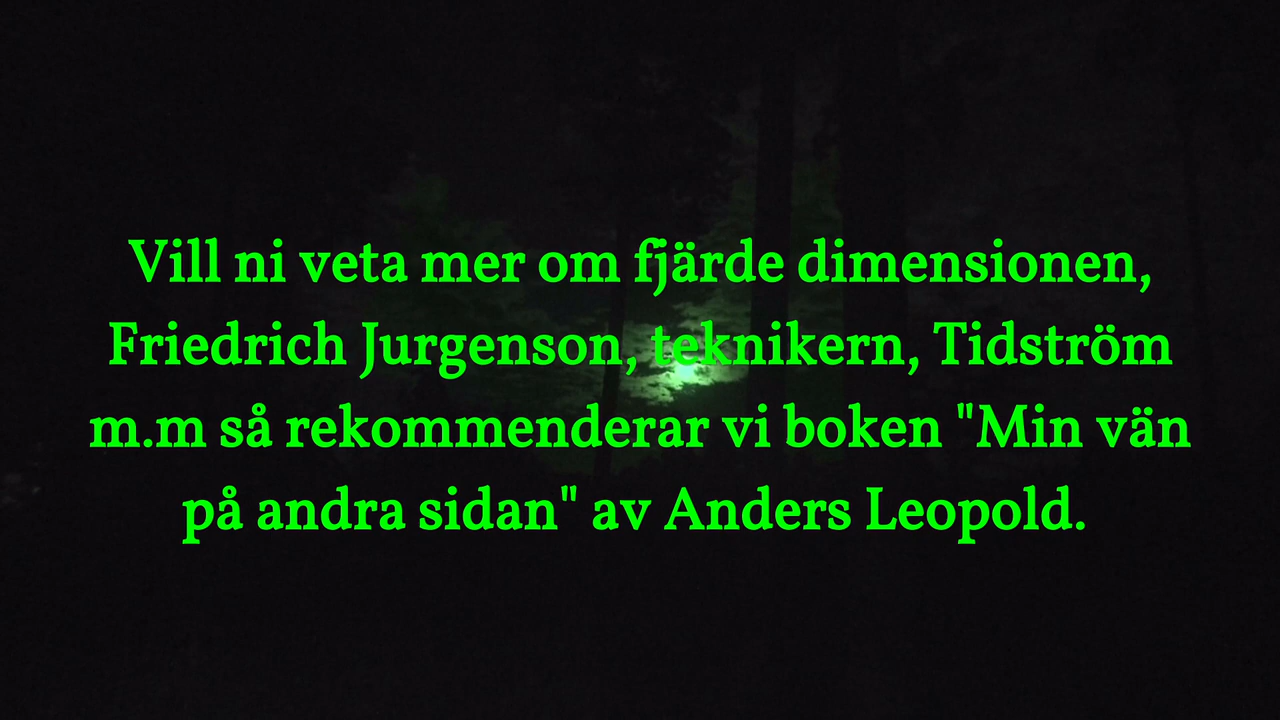 Vill ni veta mer om fjärde dimensionen,
Friedrich Jurgenson, teknikern, Tidström
m.m så rekommenderar vi boken "Min vän
på andra sidan" av Anders Leopold.